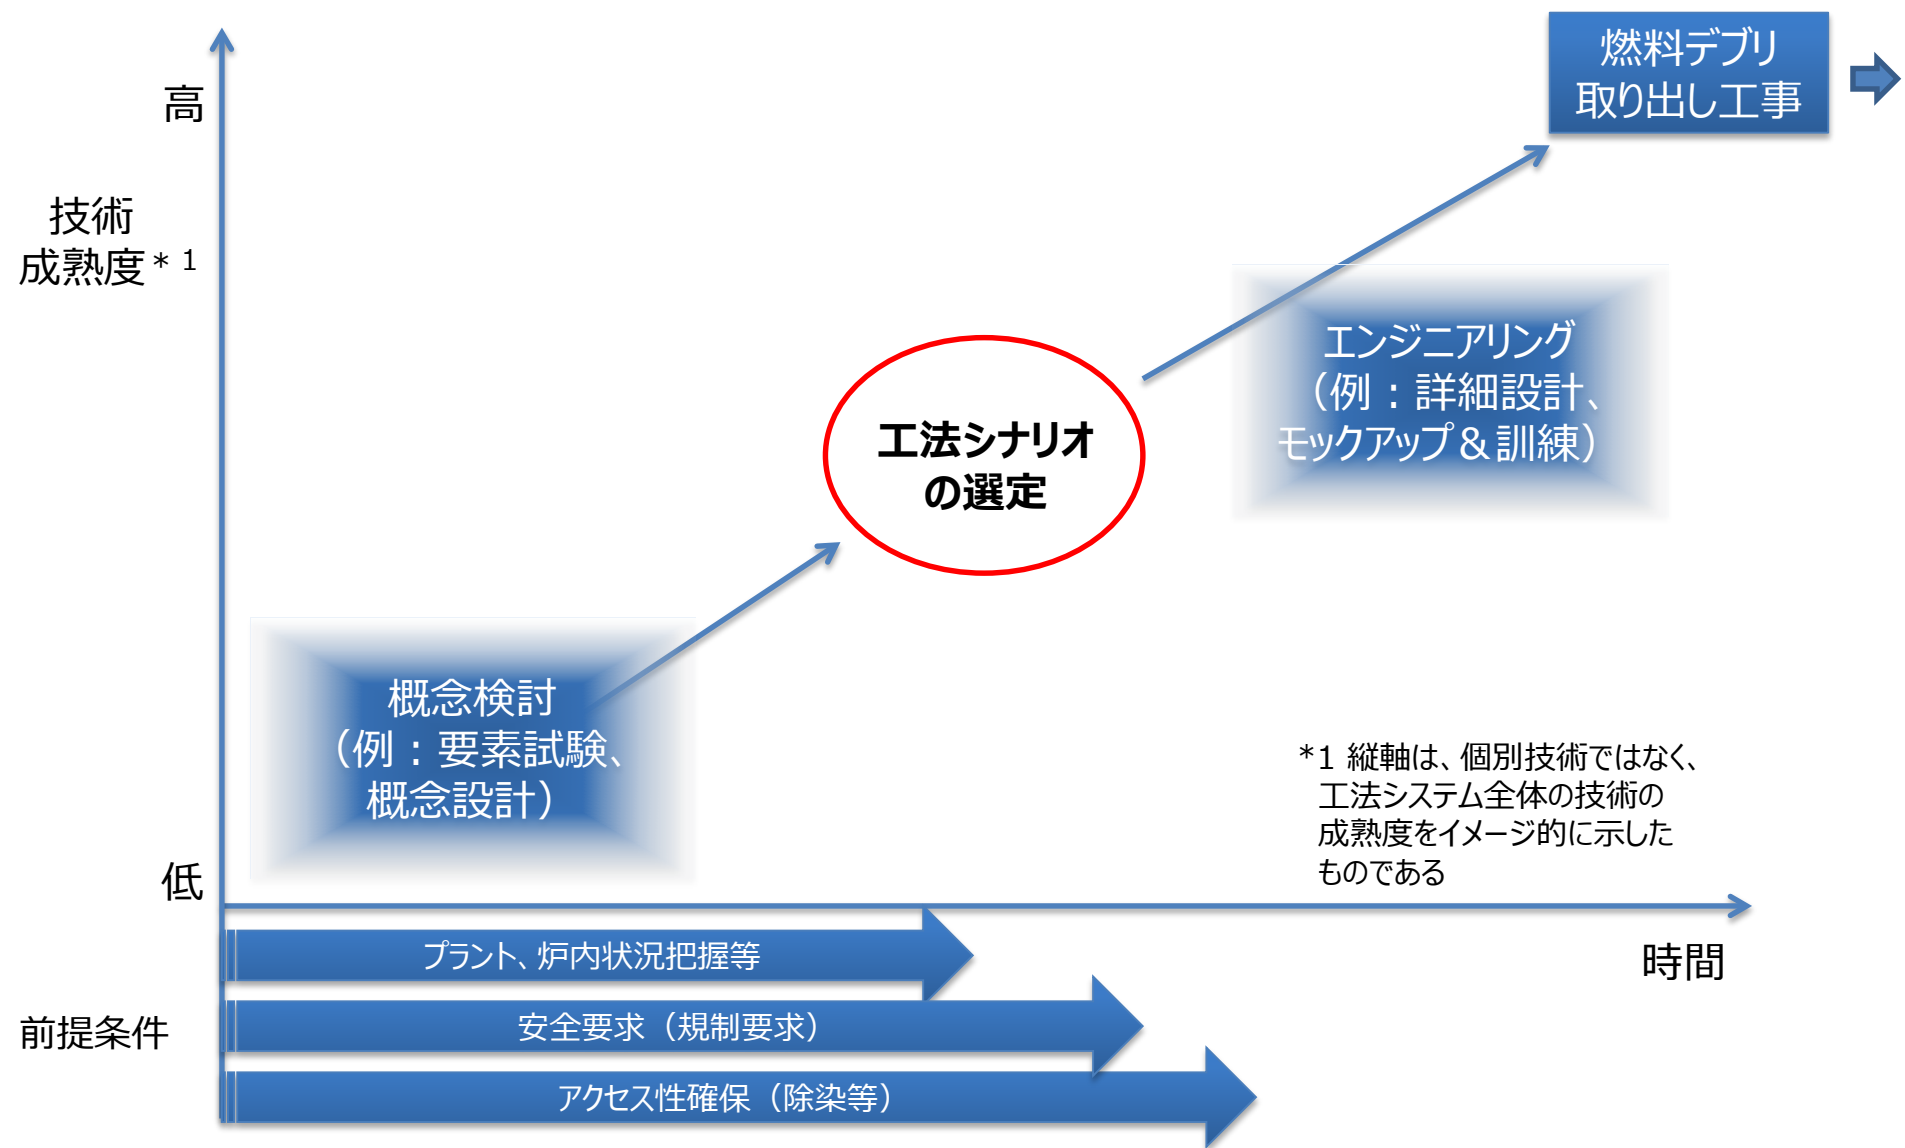 燃料デブリ
取り出し工事
高
技術
成熟度＊1
エンジニアリング
（例：詳細設計、
モックアップ＆訓練）
工法シナリオ
の選定
概念検討
（例：要素試験、
概念設計）
*1 縦軸は、個別技術ではなく、
工法システム全体の技術の
成熟度をイメージ的に示した
ものである
低
時間
プラント、炉内状況把握等
前提条件
安全要求（規制要求）
アクセス性確保（除染等）